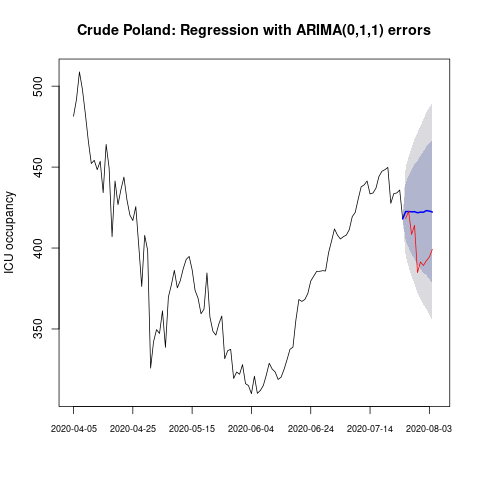 Crude Poland: Regression with ARIMA(0,1,1) errors
ICU occupancy
500
450
400
350
2020-04-05 2020-04-25 2020-05-15 2020-06-04 2020-06-24 2020-07-14 2020-08-03